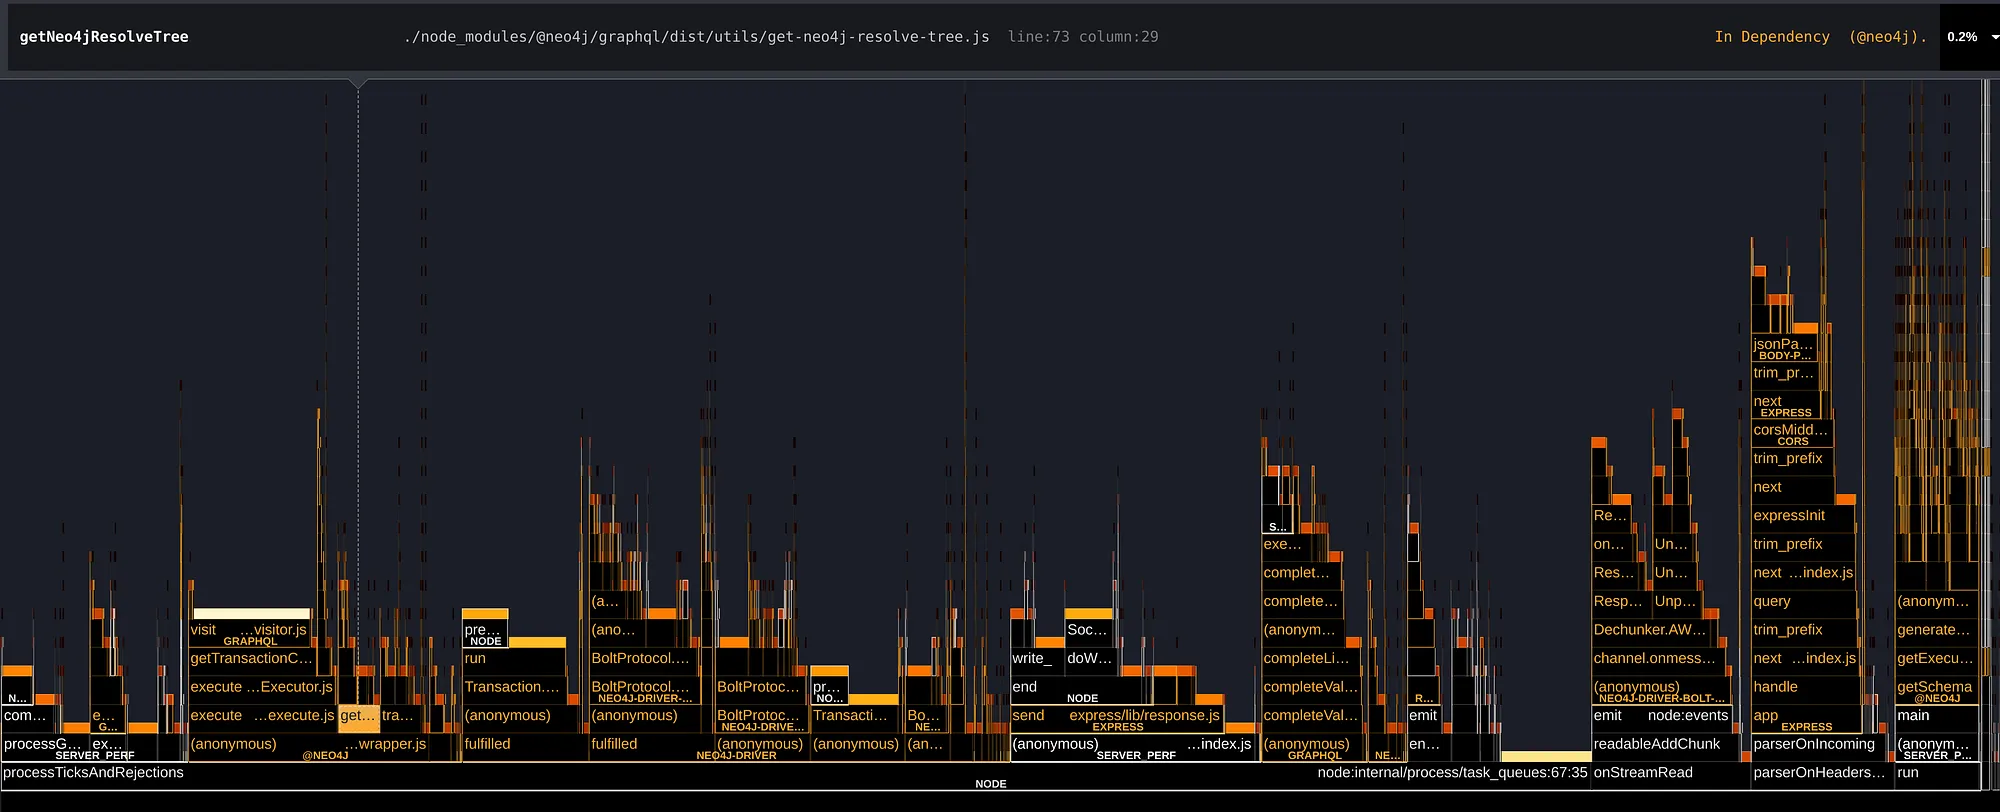 getNeo4jResolveTree ./node_modules/@neo4j/graphql/dist/utils/get-neo4j-resolve-tree.js line:73 column:29 In Dependency (@neo4j). 0.2%
jsonPa…
BODY-P…
trim_pr…
next
EXPRESS
corsMidd…
CORS
trim_prefix
next
Re… expressInit
S…
exe… on… Un… trim_prefix
complet… Res… Un… next …index.js
(a… complete… Resp… Unp… query (anonym…
visit …visitor.js pre… (ano… Soc… (anonym… Dechunker.AW… trim_prefix generate…
GRAPHQL NODE
getTransactionC… run BoltProtocol.… write_ doW… completeLi… channel.onmess… next …index.js getExecu…
execute …Executor.js Transaction.… BoltProtocol.… BoltProtoc… pr… end completeVal… (anonymous) handle getSchema
N… NEO4J-DRIVER-… NO… NODE R… NEO4J-DRIVER-BOLT-… @NEO4J
com… e… execute …execute.js get… tra… (anonymous) (anonymous) BoltProtoc… Transacti… Bo… send express/lib/response.js completeVal… emit emit node:events app main
G… NEO4J-DRIVE… NE… EXPRESS EXPRESS
processG… ex… (anonymous) …wrapper.js fulfilled fulfilled (anonymous) (anonymous) (an… (anonymous) …index.js (anonymous) en… readableAddChunk parserOnIncoming (anonym…
SERVER_PERF @NEO4J NEO4J-DRIVER SERVER_PERF GRAPHQL NE… SERVER_P…
processTicksAndRejections node:internal/process/task_queues:67:35 onStreamRead parserOnHeaders… run
NODE